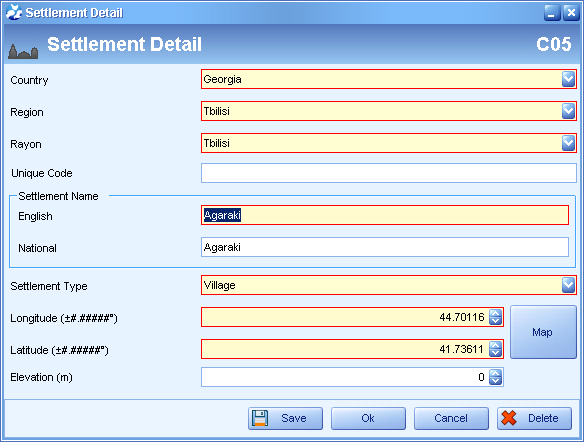 Settlement Detail
Settlement Detail C05
Country Georgia
Region Tbilisi
Rayon Tbilisi
Unique Code
Settlement Name
English Agaraki
National Agaraki
Settlement Type Village
Longitude (±#.#####°) 44.70116
Map
Latitude (±#.#####°) 41.73611
Elevation (m) 0
Save Ok Cancel Delete